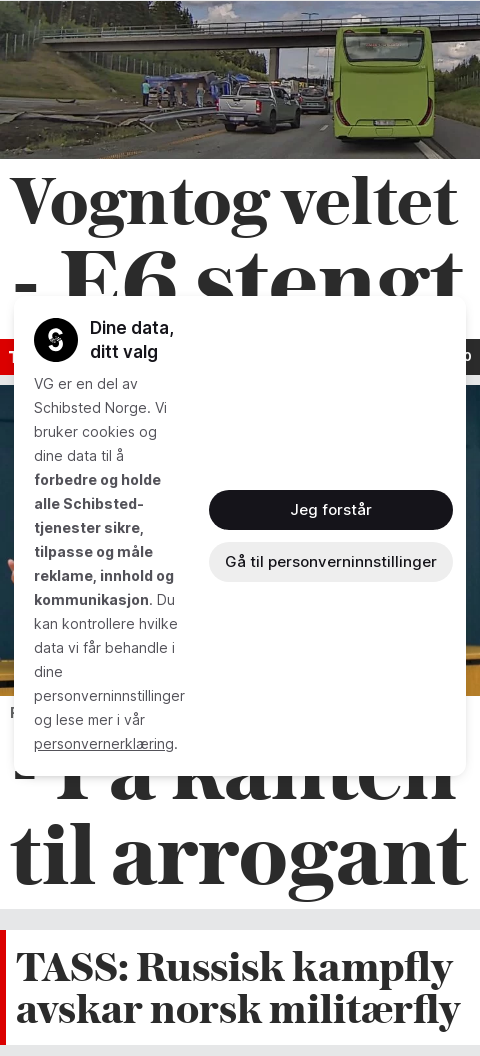 Vogntog veltet
- E6 stengt
Dine data,
ditt valg
VG er en del av
Schibsted Norge. Vi
bruker cookies og
dine data til å
forbedre og holde
alle Schibsted-
tjenester sikre,
tilpasse og måle
reklame, innhold og
kommunikasjon. Du
kan kontrollere hvilke
data vi får behandle i
dine
personverninnstillinger
og lese mer i vår
personvernerklæring.
Jeg forstår
Gå til personverninnstillinger
- På kanten
til arrogant
TASS: Russisk kampfly
avskar norsk militærfly